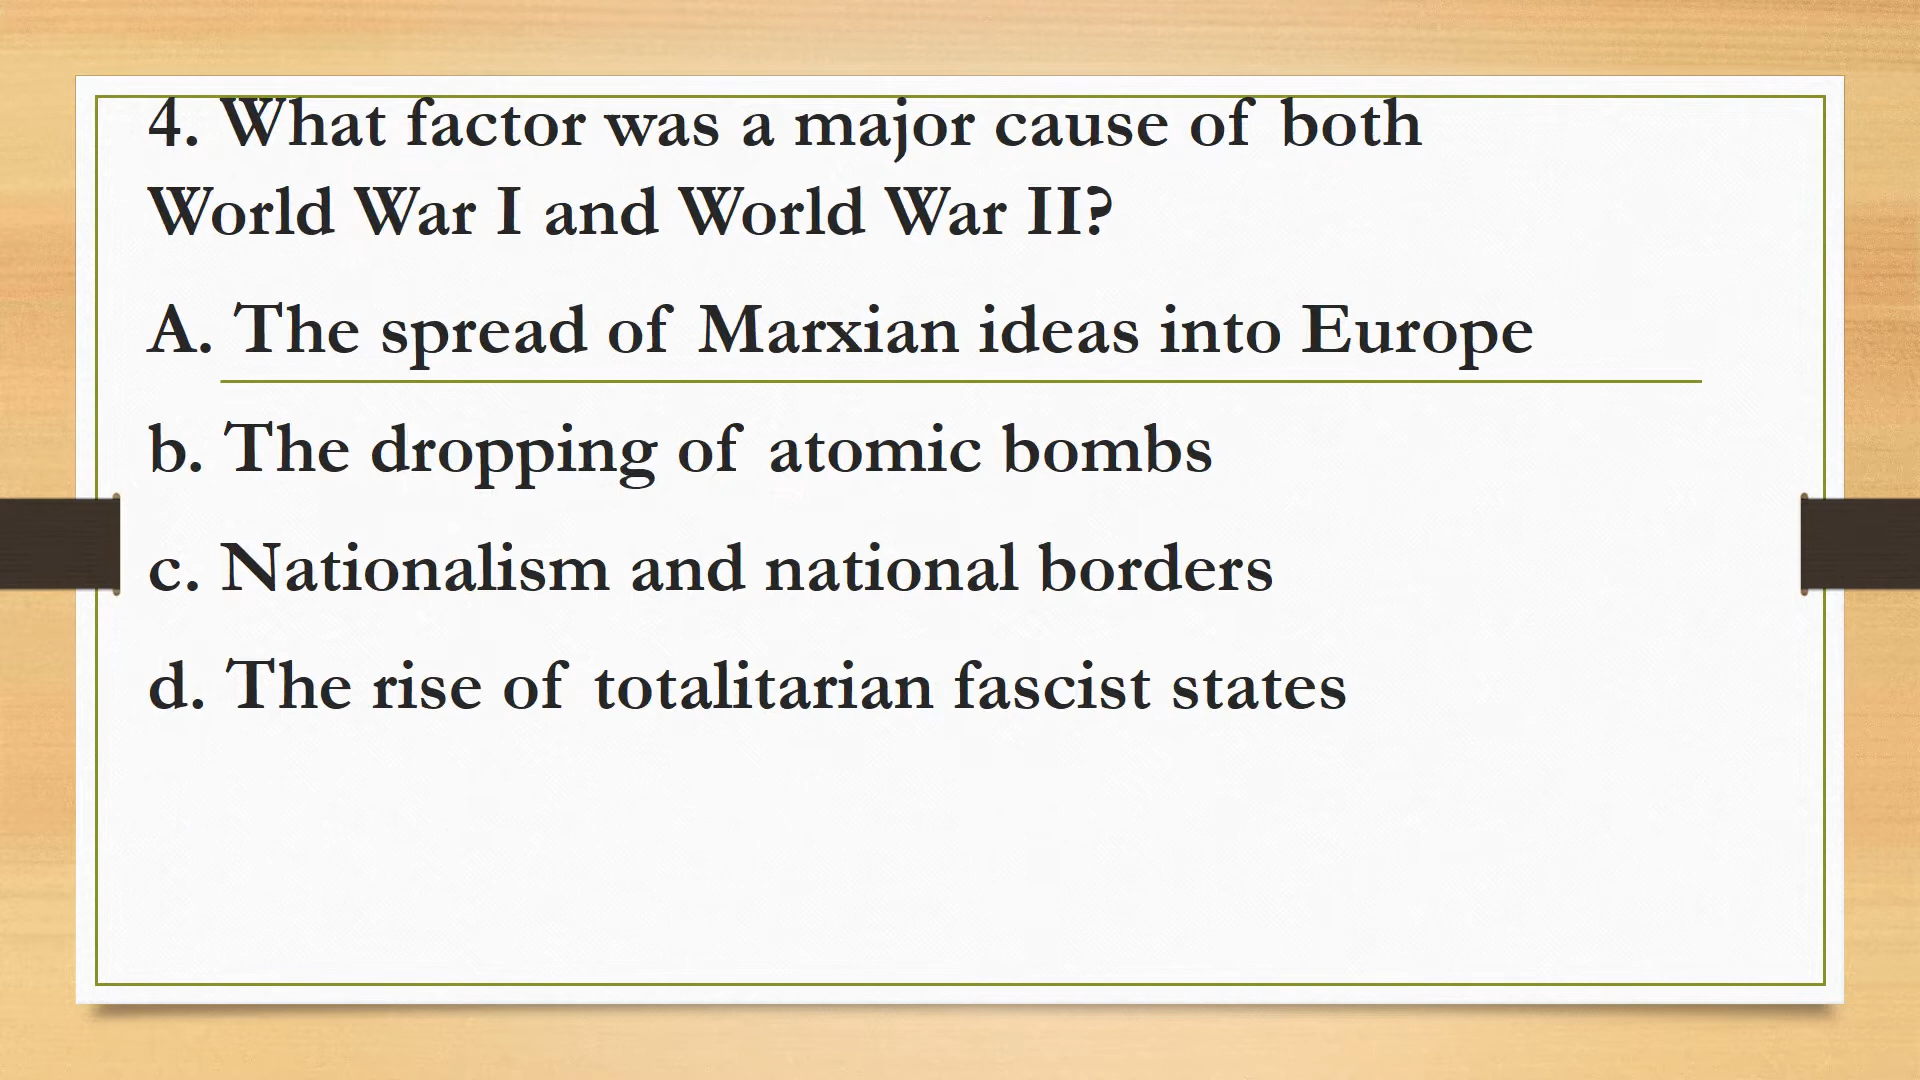 4. What factor was a major cause of both
World War I and World War II?
A. The spread of Marxian ideas into Europe
b. The dropping of atomic bombs
c. Nationalism and national borders
d. The rise of totalitarian fascist states